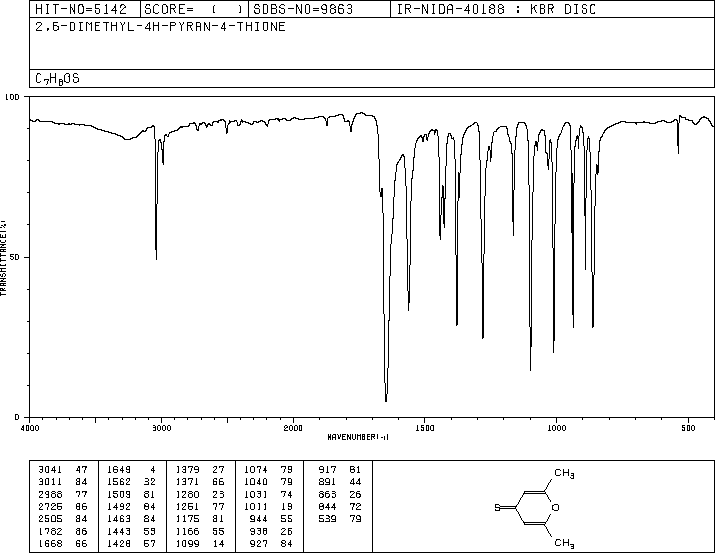 HIT-NO=5142 SCORE= ( ) SDBS-NO=9863 IR-NIDA-40188 : KBR DISC
2,6-DIMETHYL-4H-PYRAN-4-THIONE
C7H8OS
100
50
0
TRANSMITTANCE(%)
4000 3000 2000 1500 1000 500
WAVENUMBER(-1)
3041 47 1649 4 1379 27 1074 79 917 81
3011 84 1562 32 1371 66 1040 79 891 44
2988 77 1509 81 1280 23 1031 74 863 26
2725 86 1492 84 1251 77 1011 19 844 72
2505 84 1463 84 1175 81 944 55 539 79
1782 86 1443 53 1166 55 938 26
1668 66 1428 57 1099 14 927 84
CH3
S
O
CH3